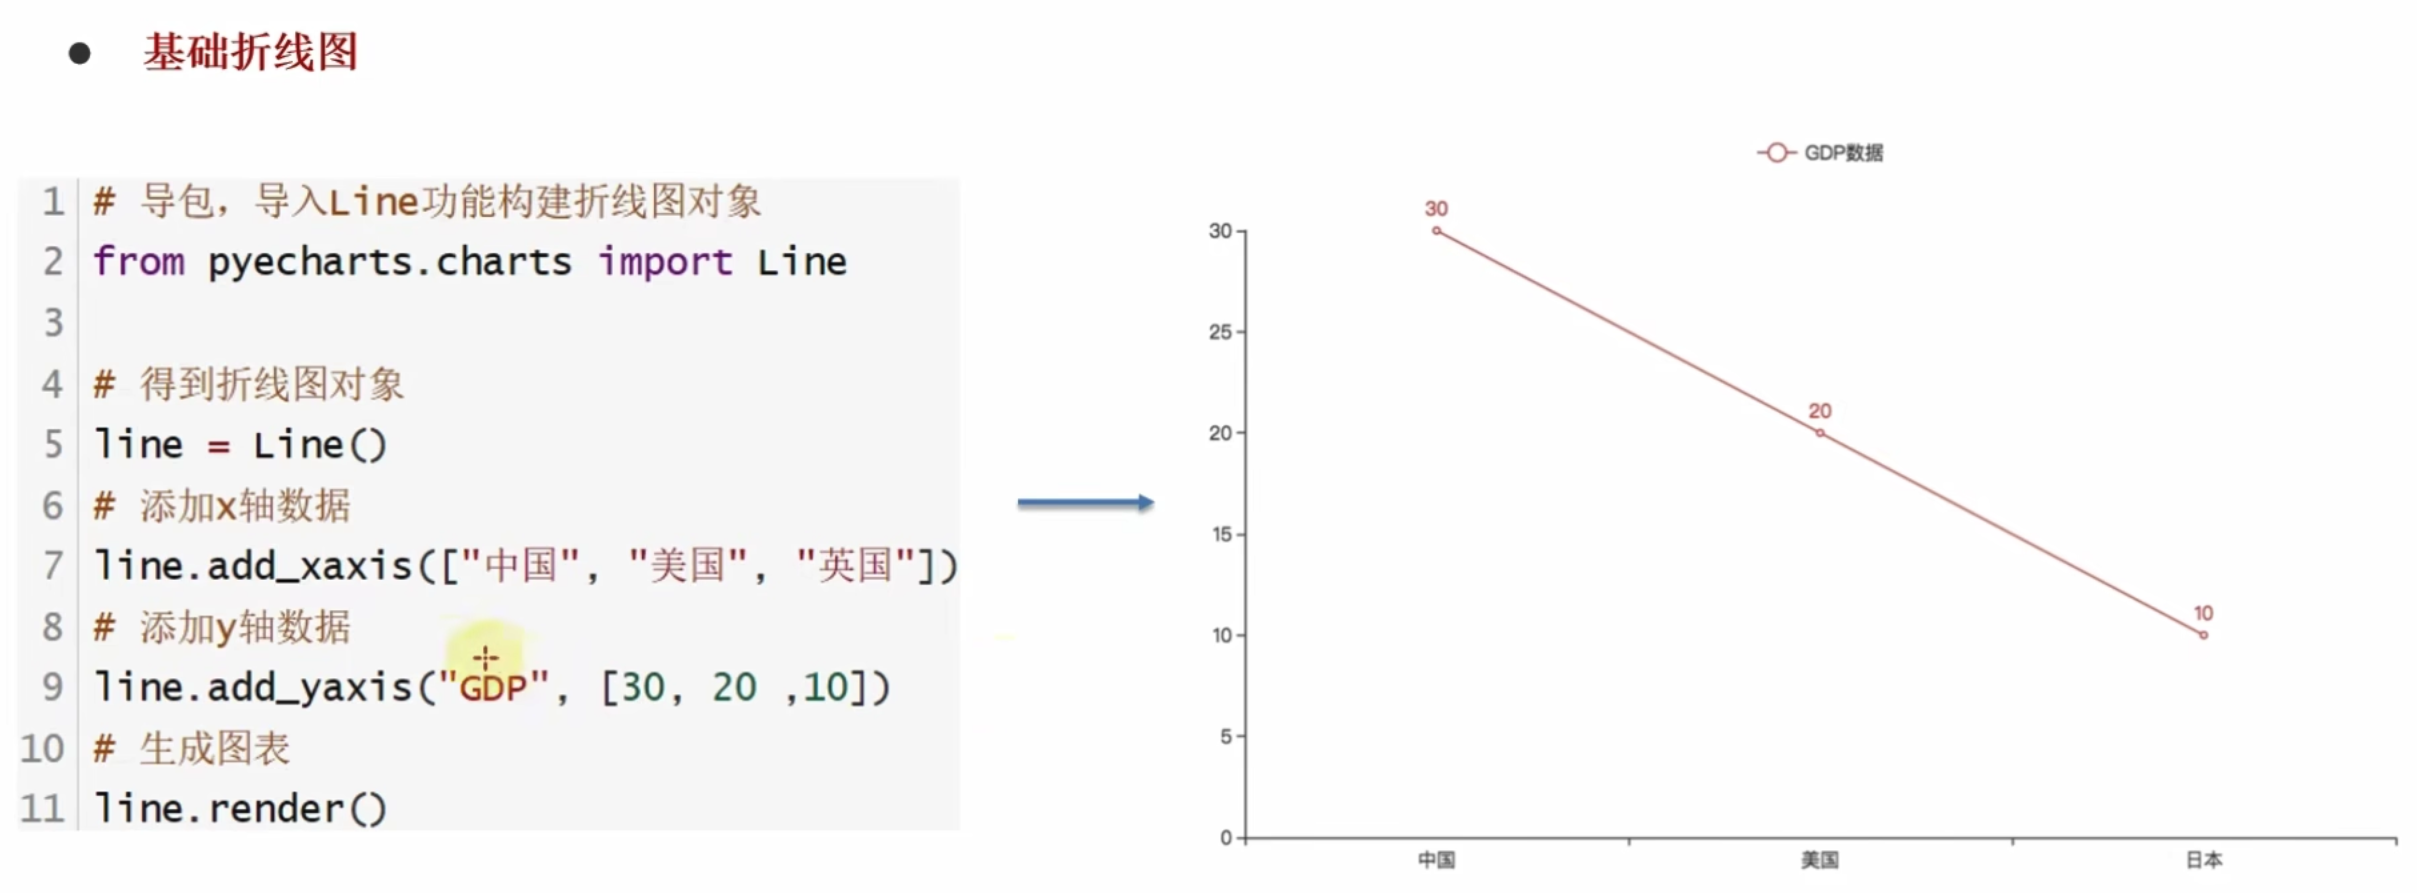 基础折线图
1 # 导包，导入Line功能构建折线图对象
2 from pyecharts.charts import Line
3
4 # 得到折线图对象
5 line = Line()
6 # 添加x轴数据
7 line.add_xaxis(["中国", "美国", "英国"])
8 # 添加y轴数据
9 line.add_yaxis("GDP", [30, 20 ,10])
10 # 生成图表
11 line.render()
GDP数据
30
25
20
15
10
5
0
30
20
10
中国 美国 日本